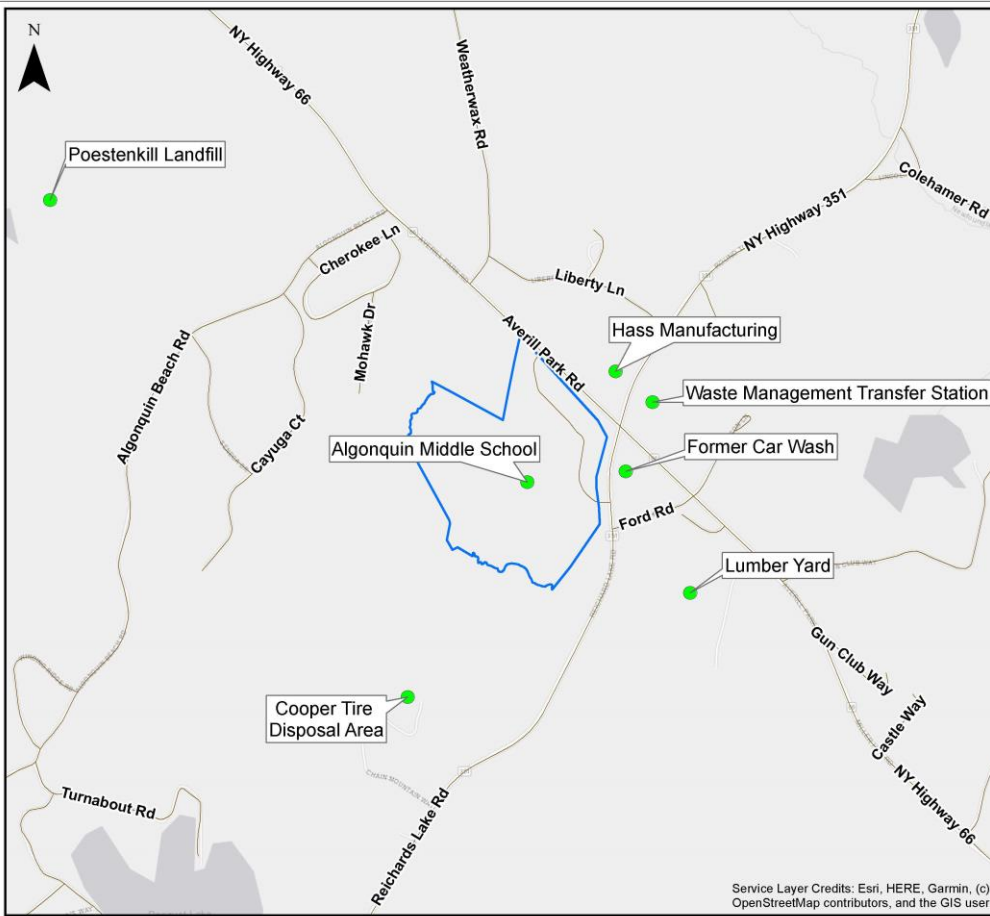 N
NY Highway 66
Weatherwax Rd
Poestenkill Landfill
Colehamer Rd
NY Highway 351
Cherokee Ln
Liberty Ln
Mohawk Dr
Averill Park Rd
Hass Manufacturing
Waste Management Transfer Station
Algonquin Beach Rd
Cayuga Ct
Algonquin Middle School
Former Car Wash
Ford Rd
Lumber Yard
Gun Club Way
Castle Way
Cooper Tire
Disposal Area
NY Highway 66
Turnabout Rd
Reichards Lake Rd
Service Layer Credits: Esri, HERE, Garmin, (c)
OpenStreetMap contributors, and the GIS user